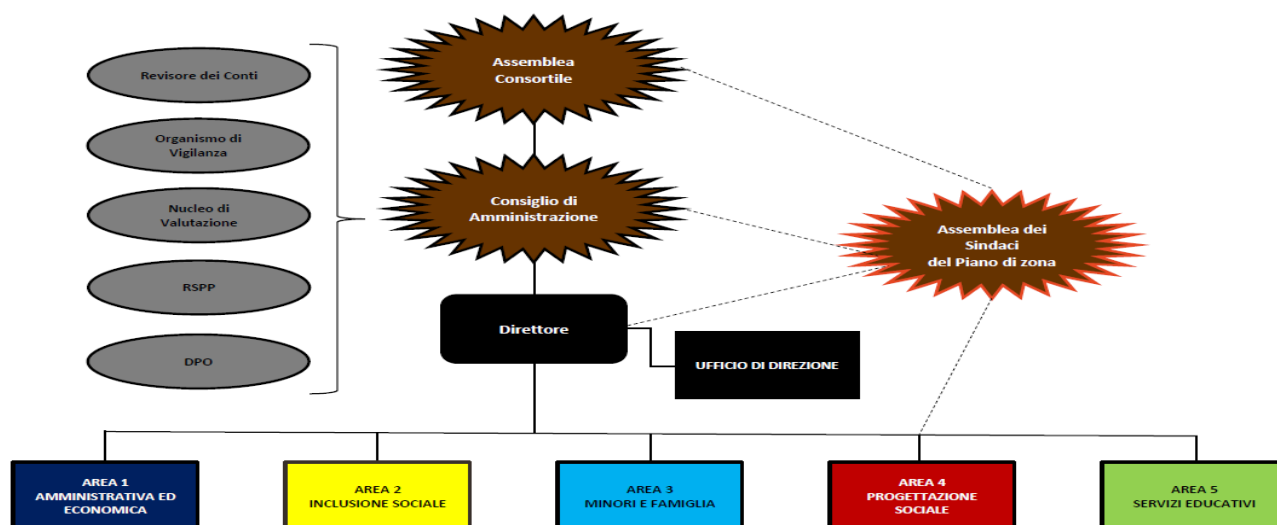 Revisore dei Conti
Organismo di
Vigilanza
Nucleo di
Valutazione
RSPP
DPO
Assemblea
Consortile
Consiglio di
Amministrazione
Assemblea dei
Sindaci
del Piano di zona
Direttore
UFFICIO DI DIREZIONE
AREA 1
AMMINISTRATIVA ED
ECONOMICA
AREA 2
INCLUSIONE SOCIALE
AREA 3
MINORI E FAMIGLIA
AREA 4
PROGETTAZIONE
SOCIALE
AREA 5
SERVIZI EDUCATIVI